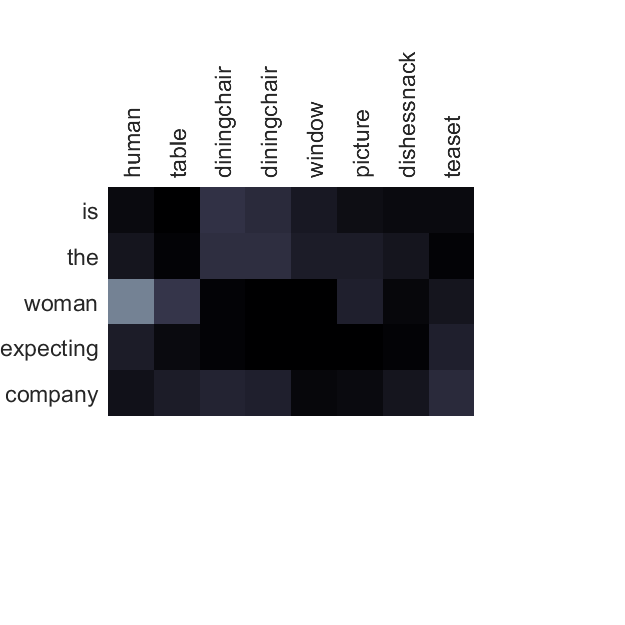 human
table
diningchair
diningchair
window
picture
dishessnack
teaset
is
the
woman
expecting
company